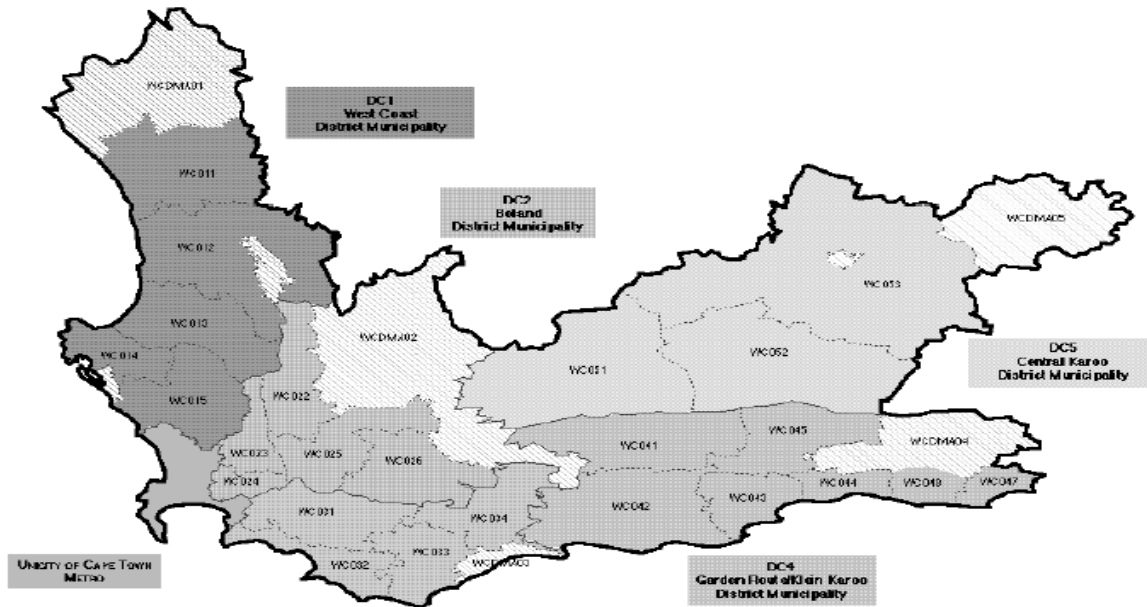 WCDMA01
DC1
West Coast
District Municipality
WC011
DC2
Boland
District Municipality
WCDMA05
WC012
WC053
WC013
WCDMA02
WC014
WC052
DC5
Central Karoo
District Municipality
WC051
WC015
WC022
WC045
WC041
WCDMA04
WC023
WC025
WC026
WC024
WC044
WC048
WC047
WC043
WC042
WC031
WC034
WC033
WC032
WCDMA03
UNICITY OF CAPE TOWN
METRO
DC4
Garden Route/Klein Karoo
District Municipality